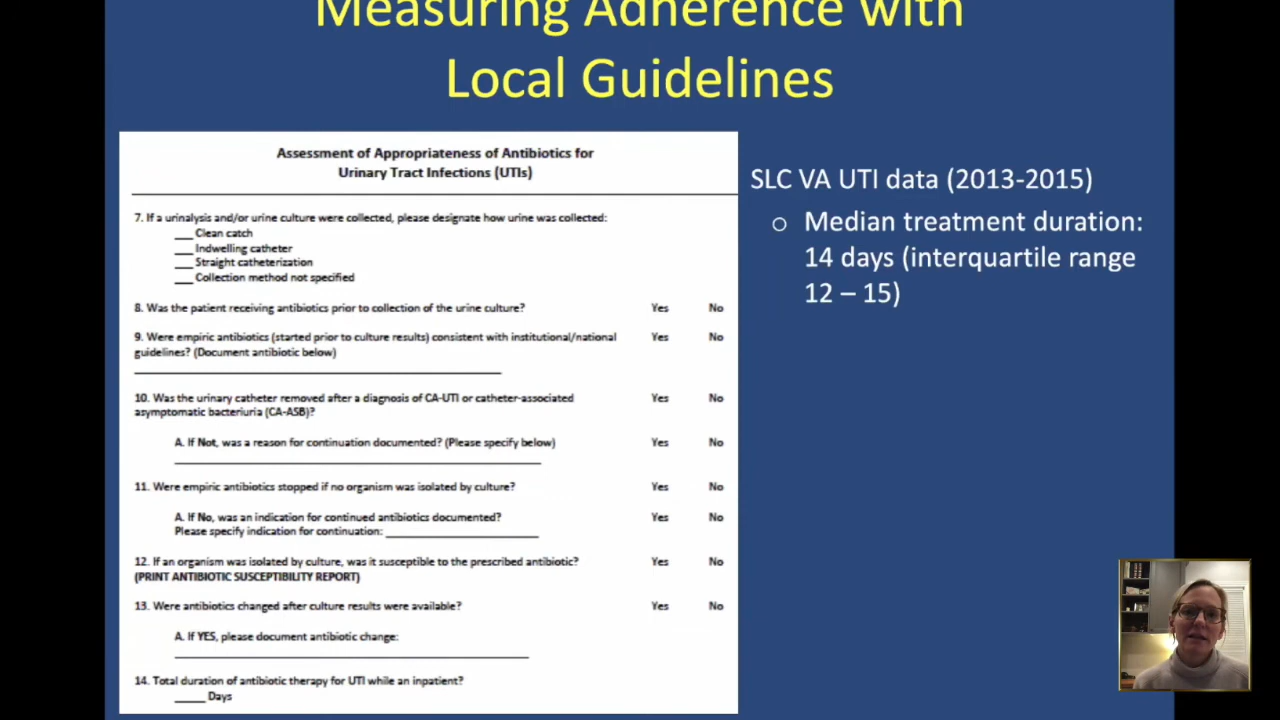 Measuring Adherence with
Local Guidelines
Assessment of Appropriateness of Antibiotics for
Urinary Tract Infections (UTIs)
7. If a urinalysis and/or urine culture were collected, please designate how urine was collected:
___ Clean catch
___ Indwelling catheter
___ Straight catheterization
___ Collection method not specified
8. Was the patient receiving antibiotics prior to collection of the urine culture? Yes No
9. Were empiric antibiotics (started prior to culture results) consistent with institutional/national Yes No
guidelines? (Document antibiotic below)
10. Was the urinary catheter removed after a diagnosis of CA-UTI or catheter-associated Yes No
asymptomatic bacteriuria (CA-ASB)?
A. If Not, was a reason for continuation documented? (Please specify below) Yes No
11. Were empiric antibiotics stopped if no organism was isolated by culture? Yes No
A. If No, was an indication for continued antibiotics documented? Yes No
Please specify indication for continuation: ____________________
12. If an organism was isolated by culture, was it susceptible to the prescribed antibiotic? Yes No
(PRINT ANTIBIOTIC SUSCEPTIBILITY REPORT)
13. Were antibiotics changed after culture results were available? Yes No
A. If YES, please document antibiotic change:
14. Total duration of antibiotic therapy for UTI while an inpatient?
_____ Days
SLC VA UTI data (2013-2015)
o Median treatment duration:
14 days (interquartile range
12 – 15)